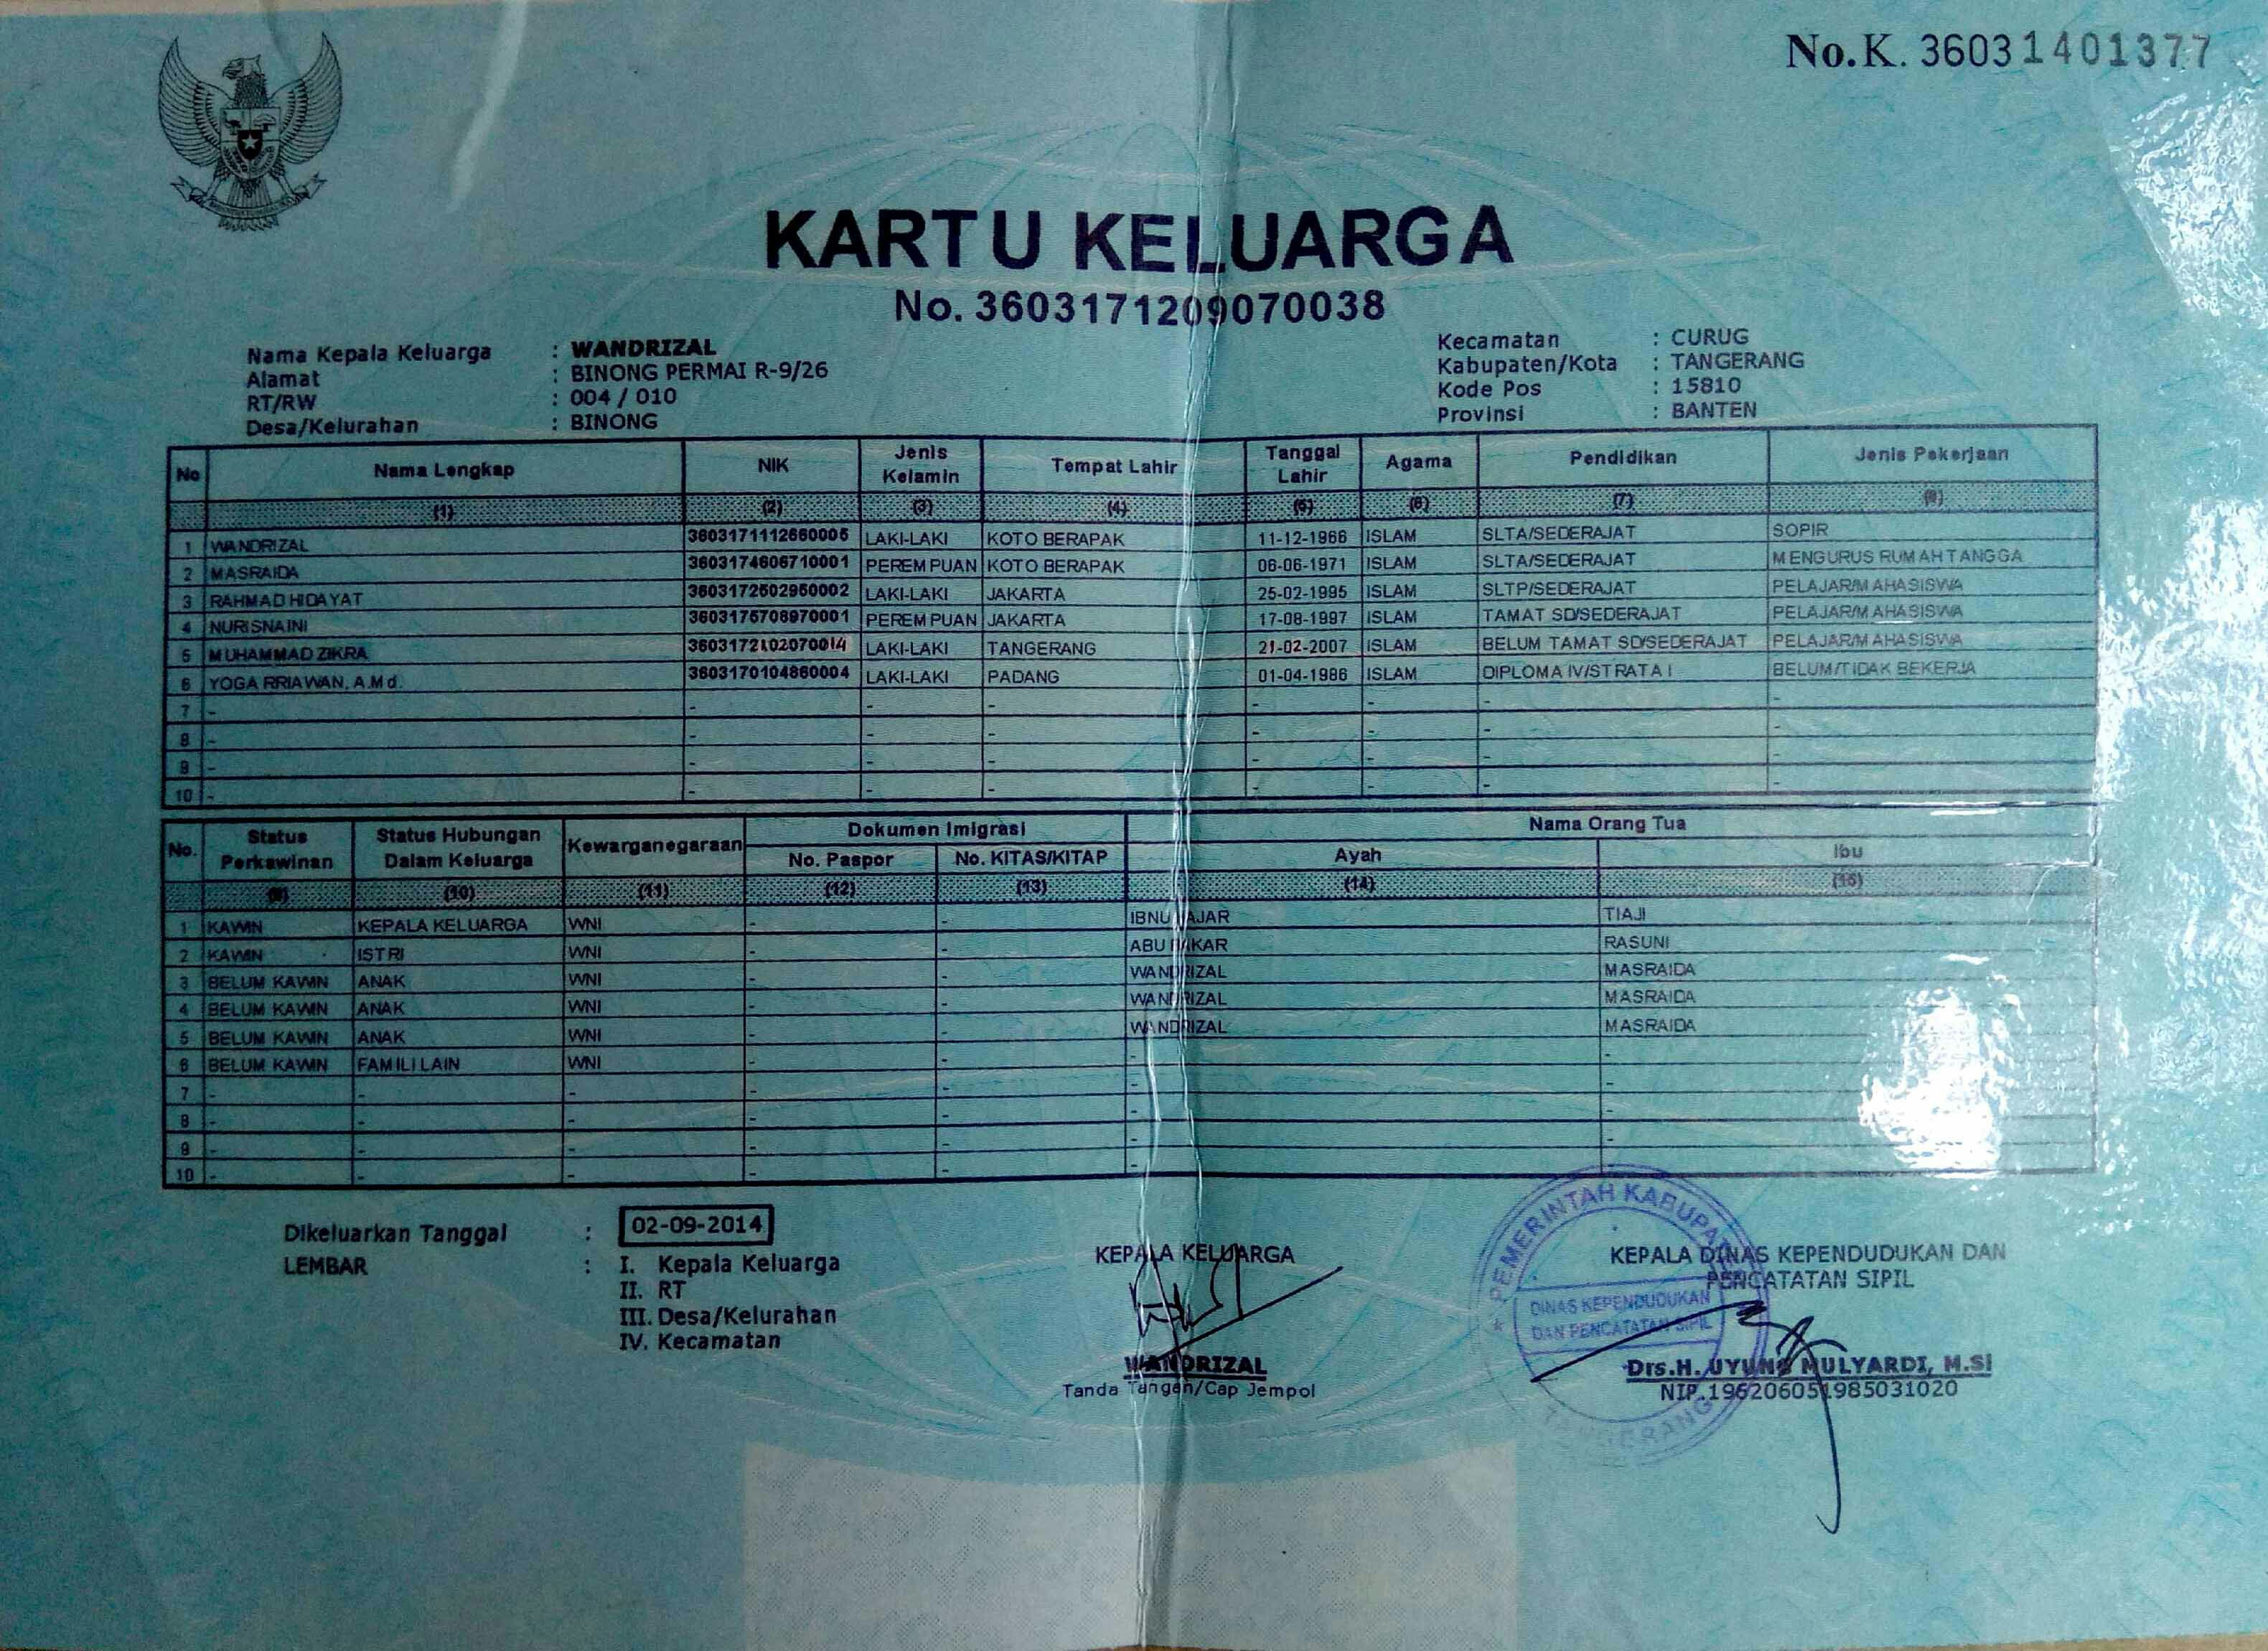 No.K. 36031401377
KARTU KELUARGA
No. 3603171209070038
Nama Kepala Keluarga : WANDRIZAL
Alamat : BINONG PERMAI R-9/26
RT/RW : 004 / 010
Desa/Kelurahan : BINONG
Kecamatan : CURUG
Kabupaten/Kota : TANGERANG
Kode Pos : 15810
Provinsi : BANTEN
No Nama Lengkap NIK Jenis Kelamin Tempat Lahir Tanggal Lahir Agama Pendidikan Jenis Pekerjaan
(1) (2) (3) (4) (5) (6) (7) (8)
1 WANDRIZAL 3603171112660005 LAKI-LAKI KOTO BERAPAK 11-12-1966 ISLAM SLTA/SEDERAJAT SOPIR
2 MASRAIDA 3603174606710001 PEREMPUAN KOTO BERAPAK 06-06-1971 ISLAM SLTA/SEDERAJAT MENGURUS RUMAH TANGGA
3 RAHMAD HIDAYAT 3603172502950002 LAKI-LAKI JAKARTA 25-02-1995 ISLAM SLTP/SEDERAJAT PELAJAR/MAHASISWA
4 NURISNAINI 3603175708970001 PEREMPUAN JAKARTA 17-08-1997 ISLAM TAMAT SD/SEDERAJAT PELAJAR/MAHASISWA
5 MUHAMMAD ZIKRA 3603172102070014 LAKI-LAKI TANGERANG 21-02-2007 ISLAM BELUM TAMAT SD/SEDERAJAT PELAJAR/MAHASISWA
6 YOGA RRIAWAN, A.Md. 3603170104860004 LAKI-LAKI PADANG 01-04-1986 ISLAM DIPLOMA IV/STRATA I BELUM/TIDAK BEKERJA
7 - - - - - - - -
8 - - - - - - - -
9 - - - - - - - -
10 - - - - - - - -
No. Status Perkawinan Status Hubungan Dalam Keluarga Kewarganegaraan Dokumen Imigrasi Nama Orang Tua
No. Paspor No. KITAS/KITAP Ayah Ibu
(9) (10) (11) (12) (13) (14) (15)
1 KAWIN KEPALA KELUARGA WNI - - IBNU HAJAR TIAJI
2 KAWIN ISTRI WNI - - ABU BAKAR RASUNI
3 BELUM KAWIN ANAK WNI - - WANDRIZAL MASRAIDA
4 BELUM KAWIN ANAK WNI - - WANDRIZAL MASRAIDA
5 BELUM KAWIN ANAK WNI - - WANDRIZAL MASRAIDA
6 BELUM KAWIN FAMILI LAIN WNI - - - -
7 - - - - - - -
8 - - - - - - -
9 - - - - - - -
10 - - - - - - -
Dikeluarkan Tanggal : 02-09-2014
LEMBAR : I. Kepala Keluarga
II. RT
III. Desa/Kelurahan
IV. Kecamatan
KEPALA KELUARGA
WANDRIZAL
Tanda Tangan/Cap Jempol
KEPALA DINAS KEPENDUDUKAN DAN
PENCATATAN SIPIL
Drs.H. UYUNG MULYARDI, M.Si
NIP.196206051985031020
PEMERINTAH KABUPATEN
DINAS KEPENDUDUKAN
DAN PENCATATAN SIPIL
TANGERANG